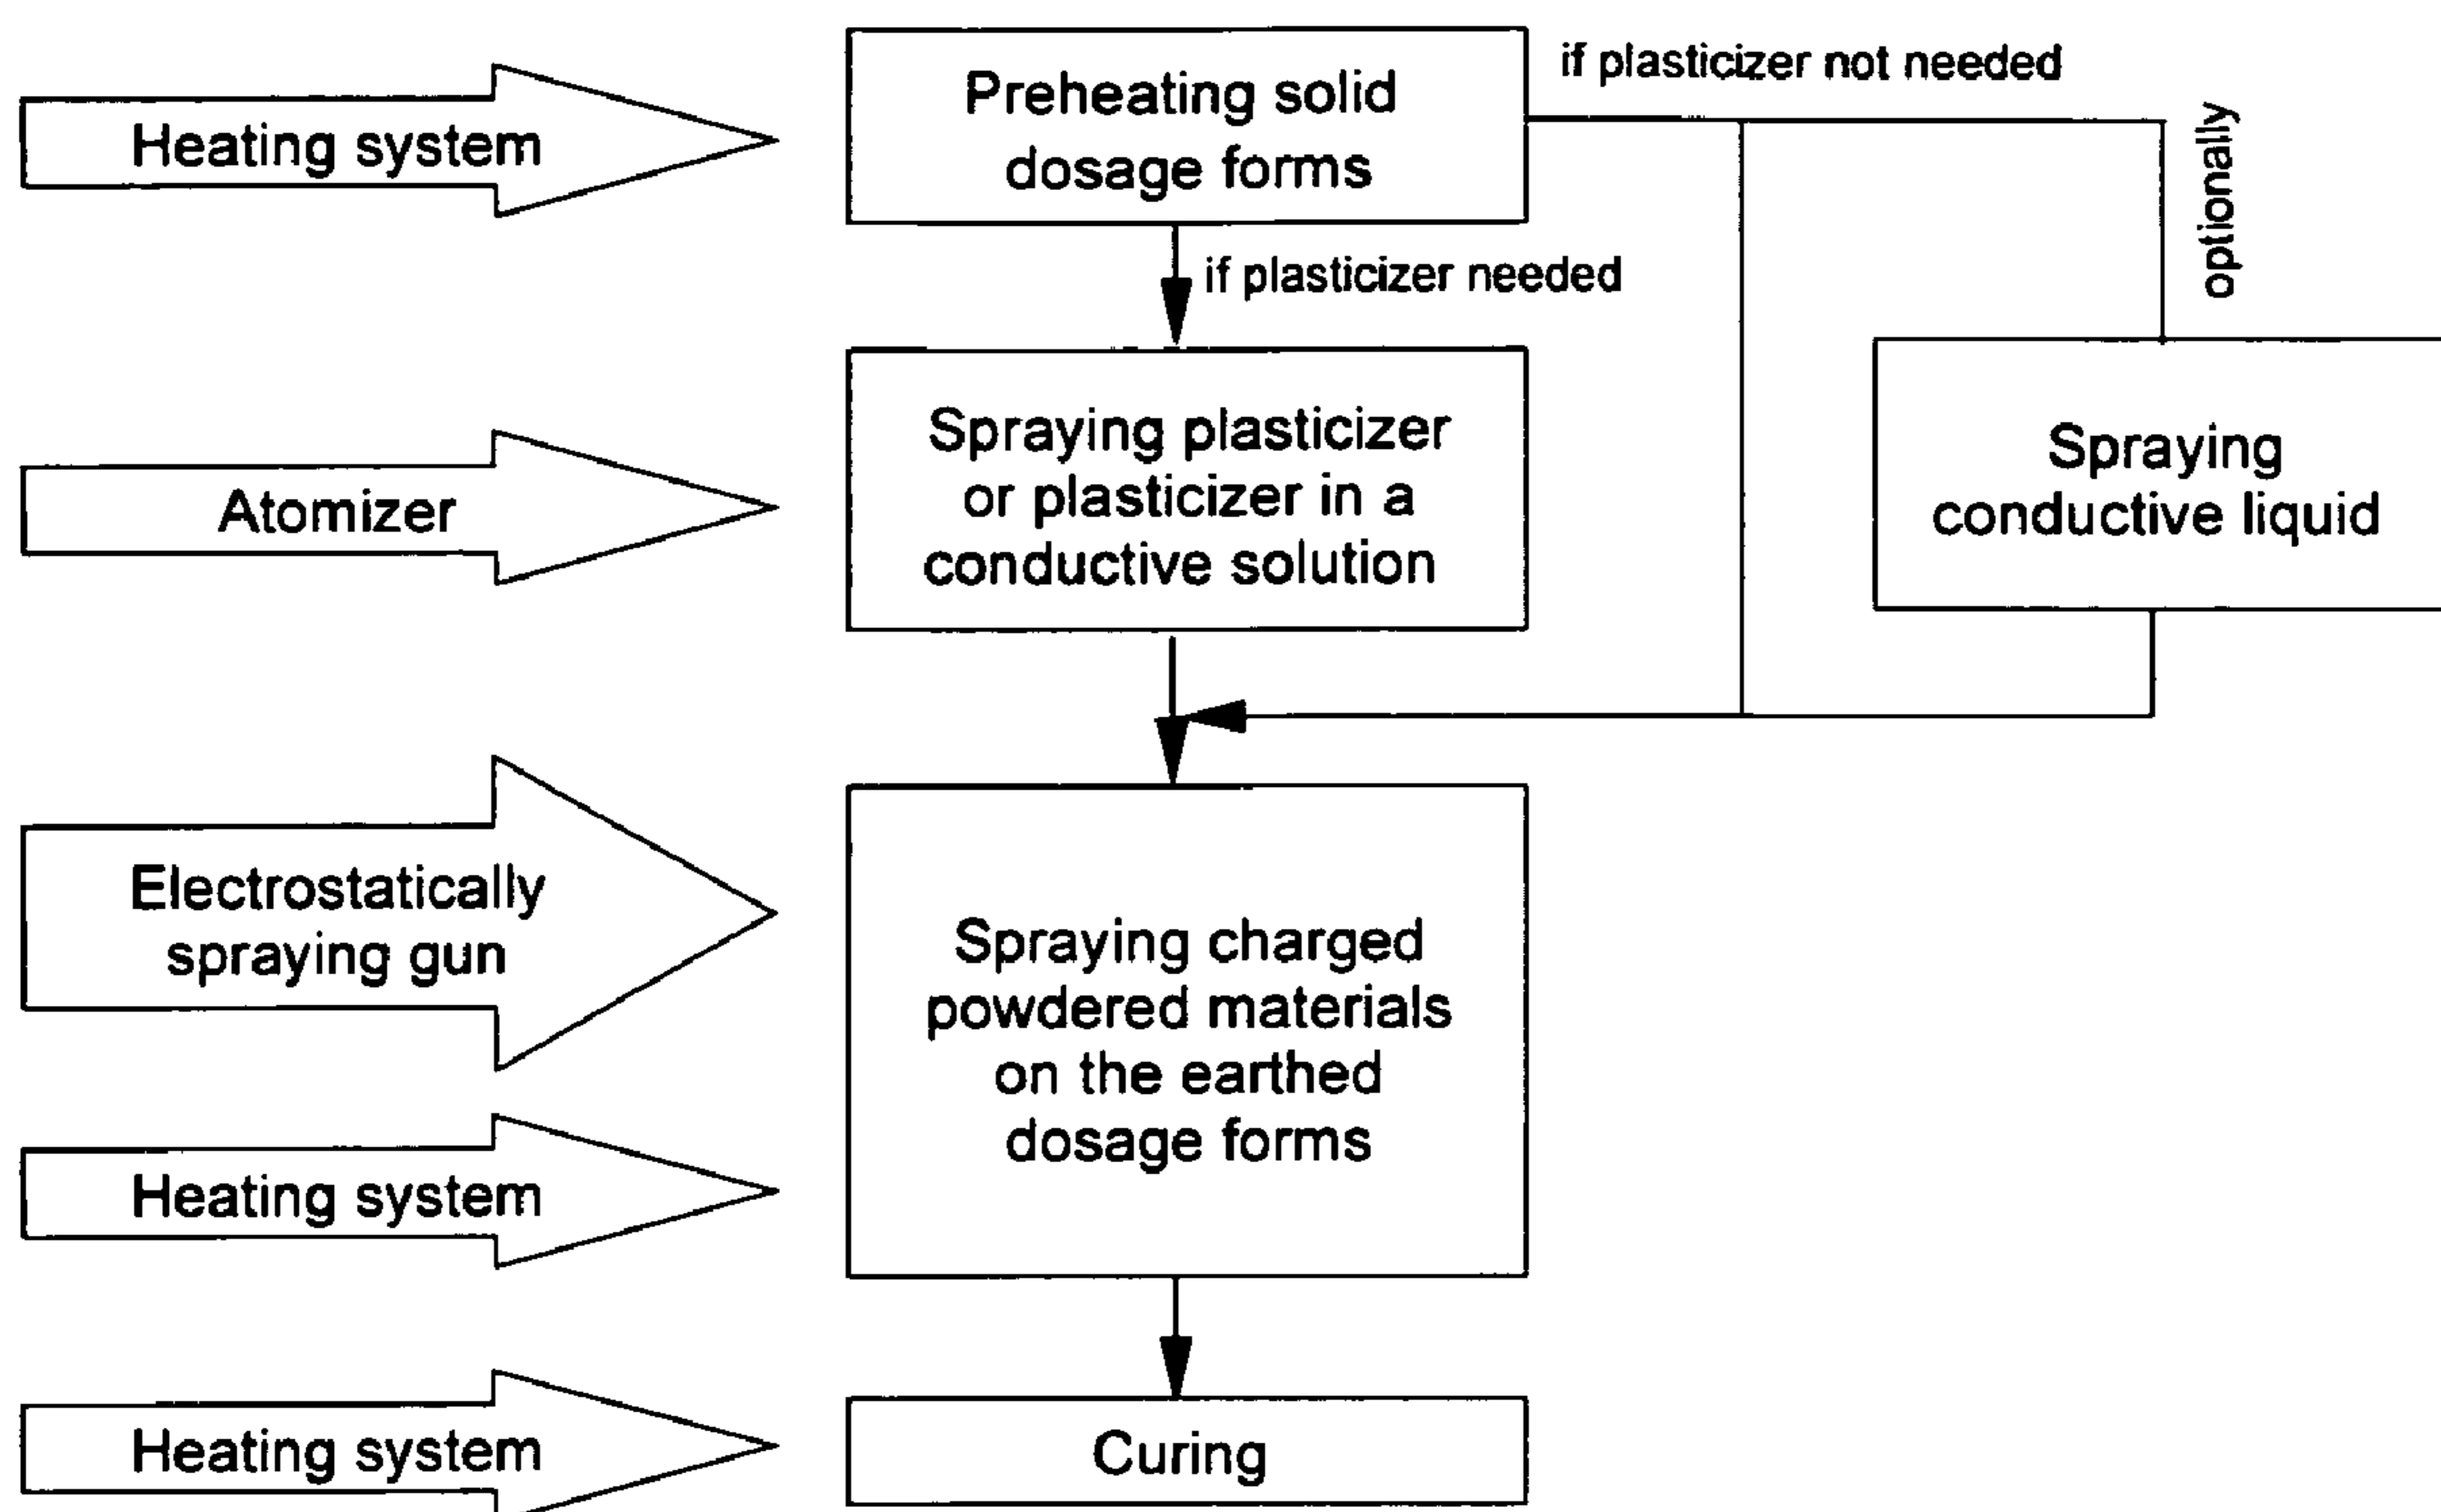 Heating system
Preheating solid
dosage forms
if plasticizer not needed
optionally
if plasticizer needed
Atomizer
Spraying plasticizer
or plasticizer in a
conductive solution
Spraying
conductive liquid
Electrostatically
spraying gun
Spraying charged
powdered materials
on the earthed
dosage forms
Heating system
Heating system
Curing